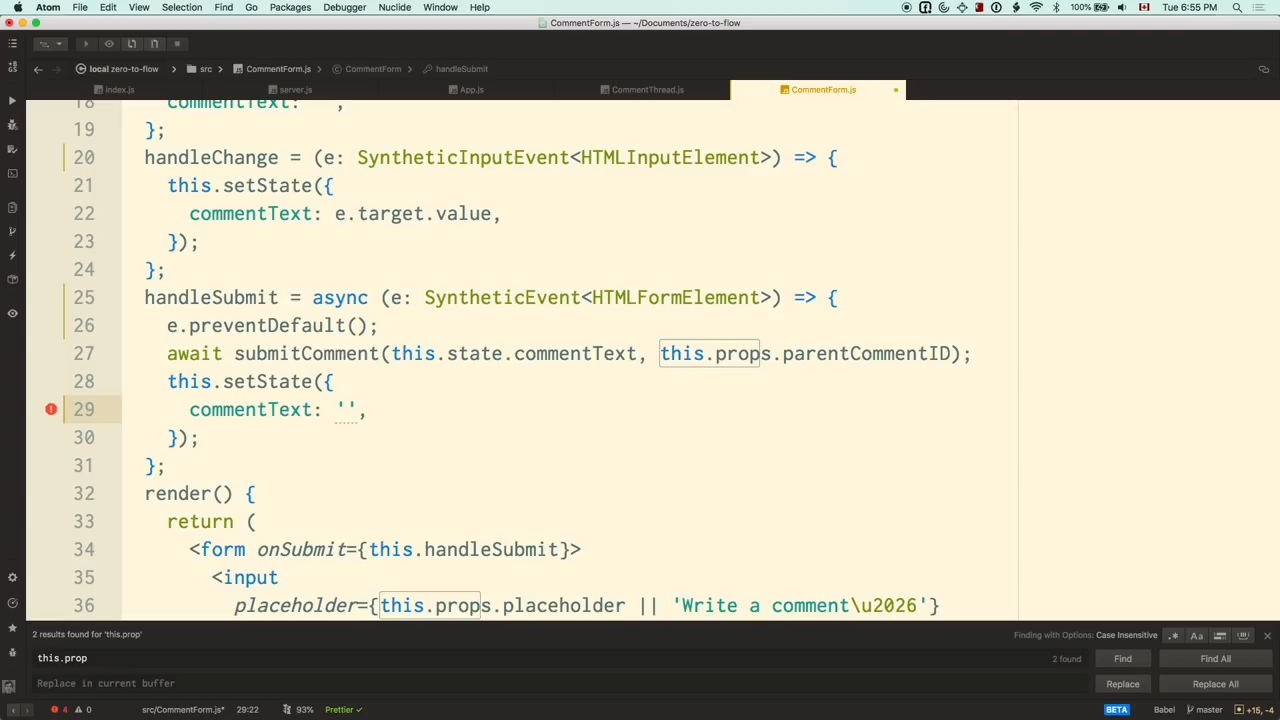 Atom File Edit View Selection Find Go Packages Debugger Nuclide Window Help 100% Tue 6:55 PM
CommentForm.js — ~/Documents/zero-to-flow
local zero-to-flow src CommentForm.js CommentForm handleSubmit
index.js server.js App.js CommentThread.js CommentForm.js
18 commentText: '',
19 };
20 handleChange = (e: SyntheticInputEvent<HTMLInputElement>) => {
21 this.setState({
22 commentText: e.target.value,
23 });
24 };
25 handleSubmit = async (e: SyntheticEvent<HTMLFormElement>) => {
26 e.preventDefault();
27 await submitComment(this.state.commentText, this.props.parentCommentID);
28 this.setState({
29 commentText: '',
30 });
31 };
32 render() {
33 return (
34 <form onSubmit={this.handleSubmit}>
35 <input
36 placeholder={this.props.placeholder || 'Write a comment\u2026'}
2 results found for 'this.prop' Finding with Options: Case Insensitive .* Aa
this.prop 2 found Find Find All
Replace in current buffer Replace Replace All
4 0 src/CommentForm.js* 29:22 93% Prettier ✓ BETA Babel master +15, -4